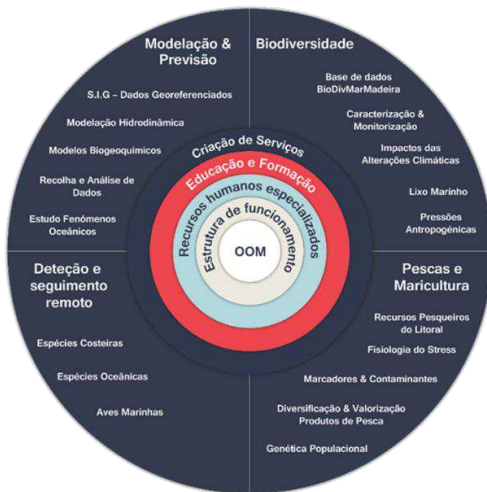 Modelação &
Previsão
S.I.G – Dados Georeferenciados
Modelação Hidrodinâmica
Modelos Biogeoquimicos
Recolha e Análise de
Dados
Estudo Fenómenos
Oceânicos
Biodiversidade
Base de dados
BioDivMarMadeira
Caracterização &
Monitorização
Impactos das
Alterações Climáticas
Lixo Marinho
Pressões
Antropogénicas
Criação de Serviços
Educação e Formação
Recursos humanos especializados
Estrutura de funcionamento
OOM
Deteção e
seguimento
remoto
Espécies Costeiras
Espécies Oceânicas
Aves Marinhas
Pescas e
Maricultura
Recursos Pesqueiros
do Litoral
Fisiologia do Stress
Marcadores & Contaminantes
Diversificação & Valorização
Produtos de Pesca
Genética Populacional